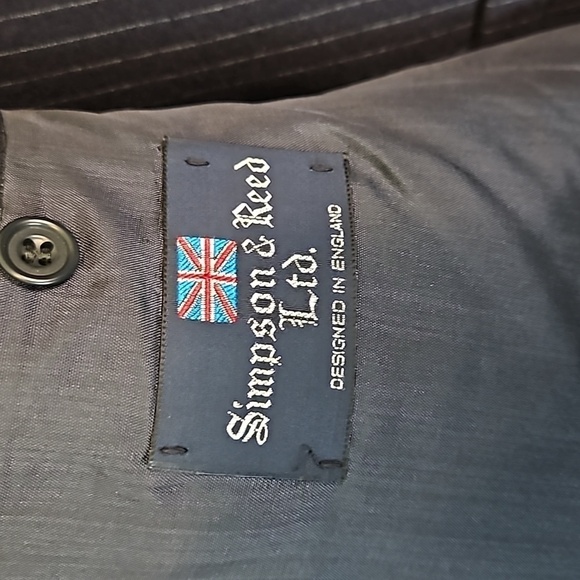 Simpson & Reed
Ltd.
DESIGNED IN ENGLAND